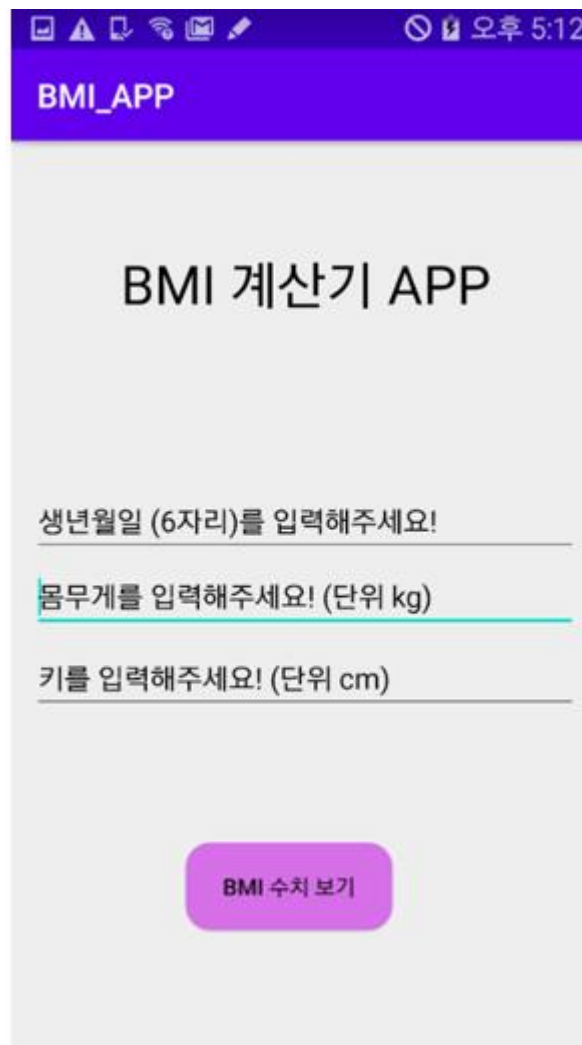 오후 5:12
BMI_APP
BMI 계산기 APP
생년월일 (6자리)를 입력해주세요!
몸무게를 입력해주세요! (단위 kg)
키를 입력해주세요! (단위 cm)
BMI 수치 보기